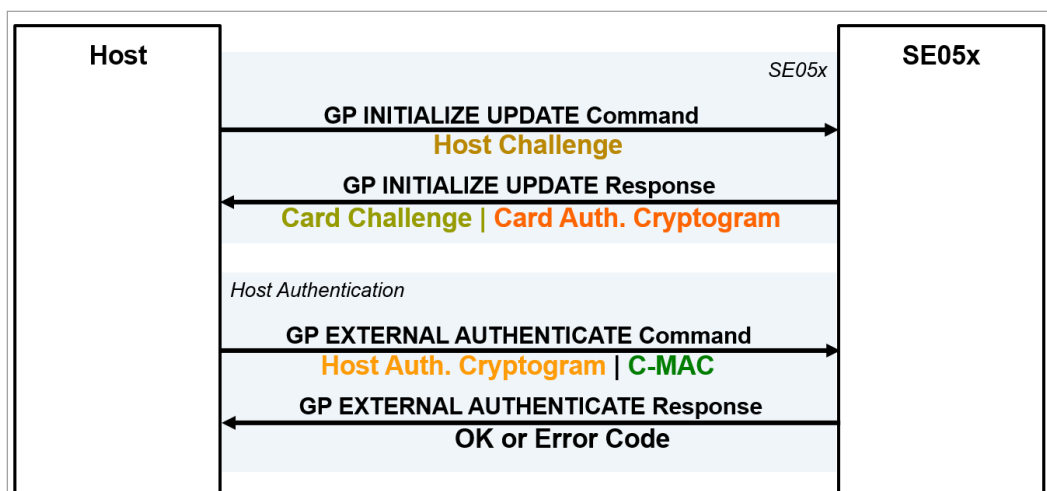 Host
SE05x
SE05x
GP INITIALIZE UPDATE Command
Host Challenge
GP INITIALIZE UPDATE Response
Card Challenge | Card Auth. Cryptogram
Host Authentication
GP EXTERNAL AUTHENTICATE Command
Host Auth. Cryptogram | C-MAC
GP EXTERNAL AUTHENTICATE Response
OK or Error Code